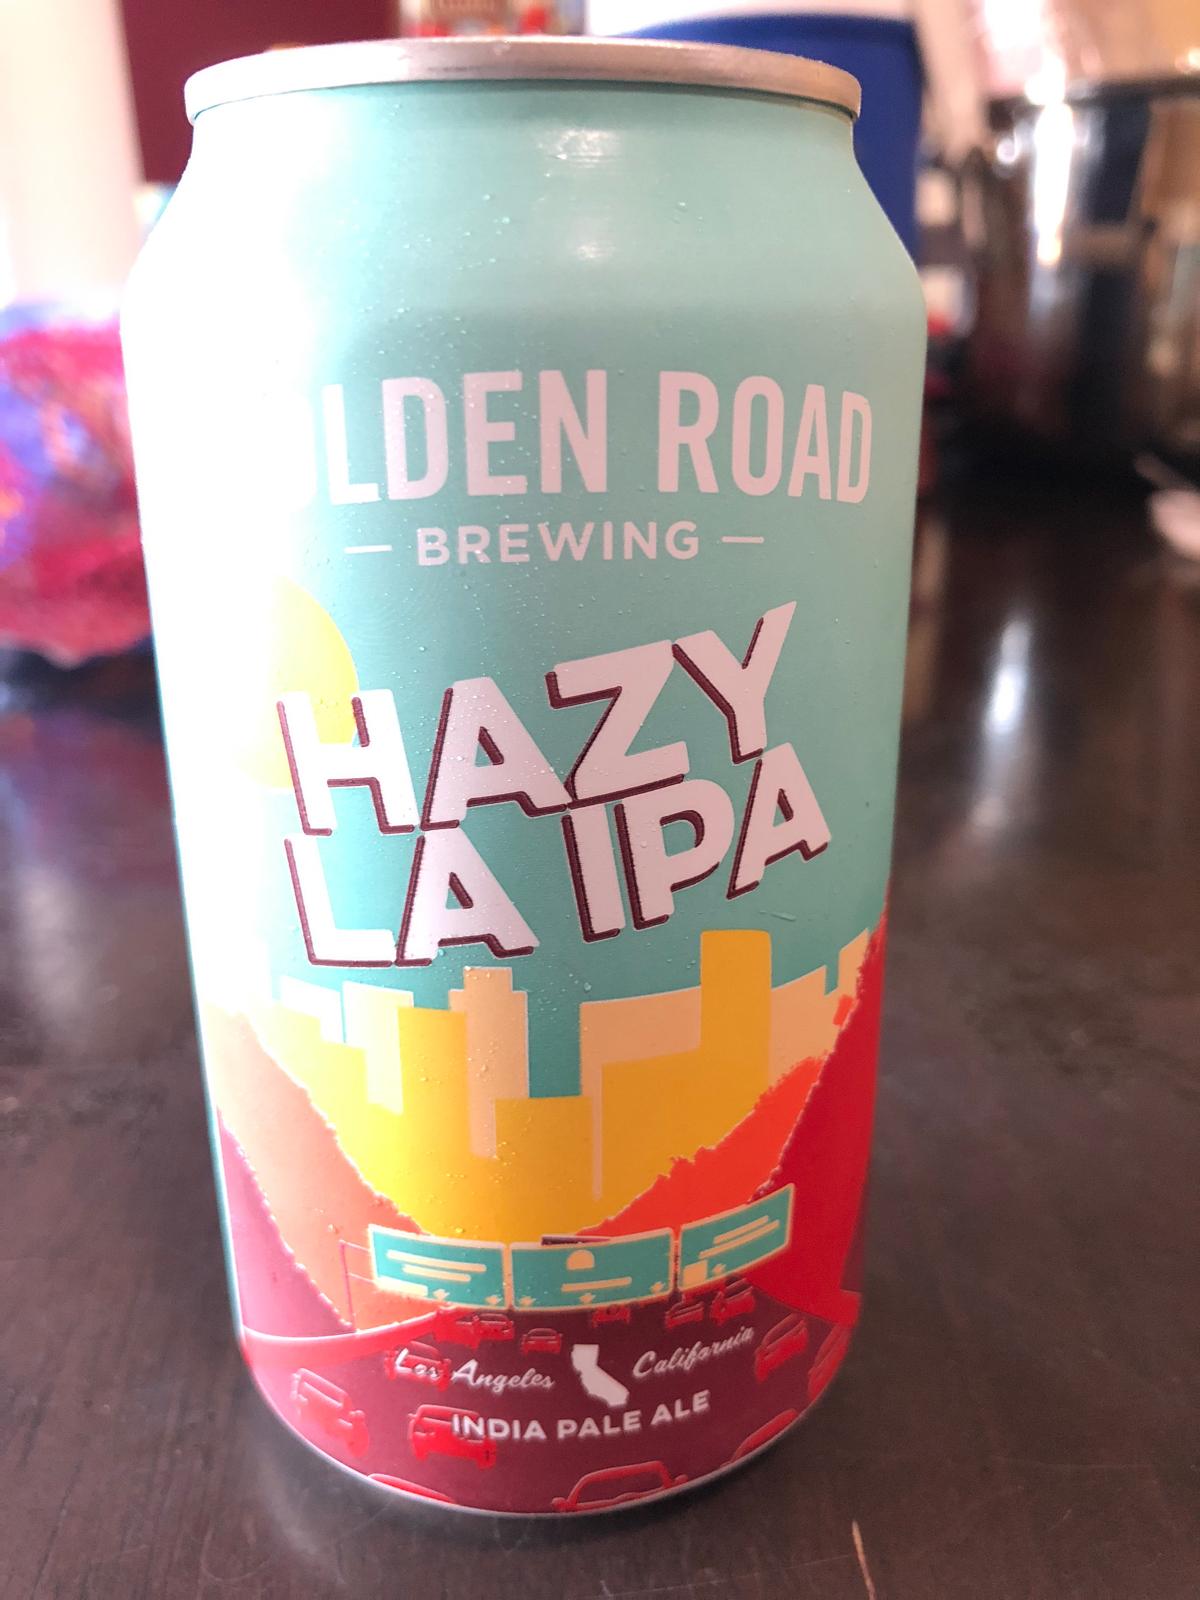 OLDEN ROAD
— BREWING —
HAZY
LA IPA
Los Angeles California
INDIA PALE ALE